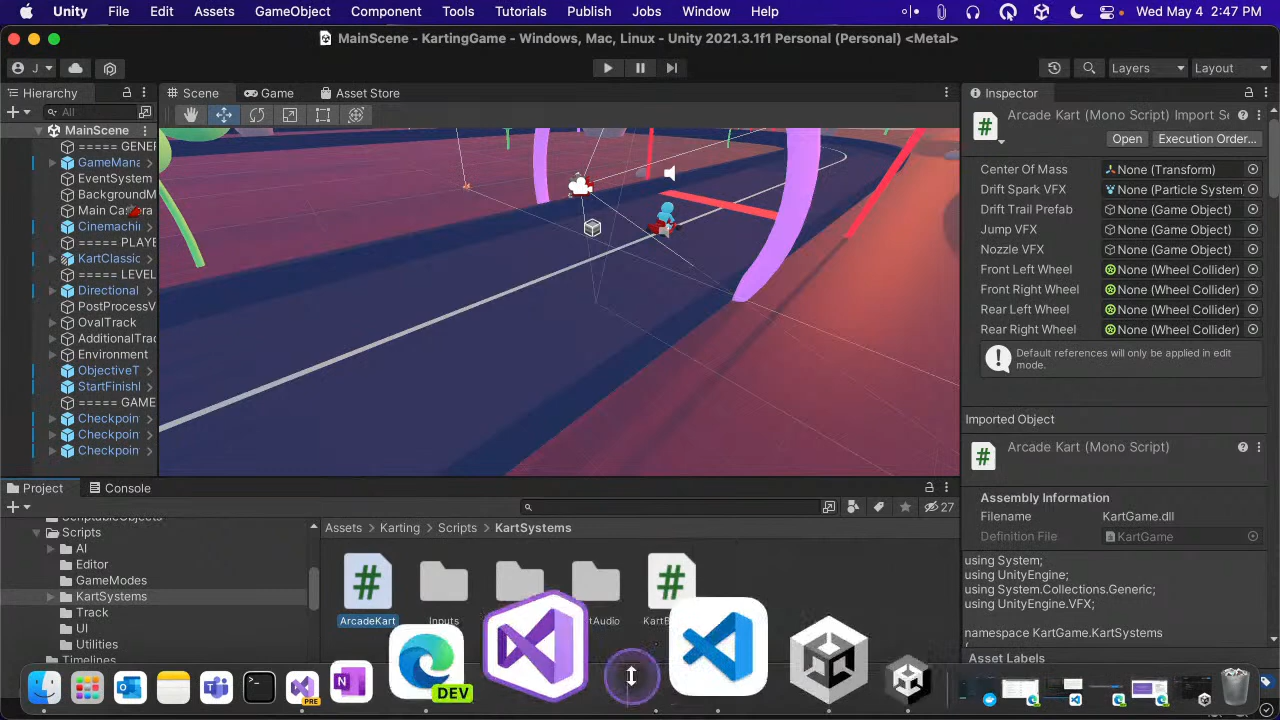 Unity File Edit Assets GameObject Component Tools Tutorials Publish Jobs Window Help Wed May 4 2:47 PM
MainScene - KartingGame - Windows, Mac, Linux - Unity 2021.3.1f1 Personal (Personal) <Metal>
J Layers Layout
Hierarchy Scene Game Asset Store Inspector
All
MainScene
===== GENE
GameMana
EventSystem
BackgroundM
Main Camera
Cinemachi
===== PLAYE
KartClassic
===== LEVEL
Directional
PostProcessV
OvalTrack
AdditionalTrac
Environment
ObjectiveT
StartFinishl
===== GAME
Checkpoin
Checkpoin
Checkpoin
Arcade Kart (Mono Script) Import Se
Open Execution Order...
Center Of Mass None (Transform)
Drift Spark VFX None (Particle System
Drift Trail Prefab None (Game Object)
Jump VFX None (Game Object)
Nozzle VFX None (Game Object)
Front Left Wheel None (Wheel Collider)
Front Right Wheel None (Wheel Collider)
Rear Left Wheel None (Wheel Collider)
Rear Right Wheel None (Wheel Collider)
Default references will only be applied in edit
mode.
Imported Object
Arcade Kart (Mono Script)
Assembly Information
Filename KartGame.dll
Definition File KartGame
using System;
using UnityEngine;
using System.Collections.Generic;
using UnityEngine.VFX;
namespace KartGame.KartSystems
Asset Labels
Project Console
27
Scripts
AI
Editor
GameModes
KartSystems
Track
UI
Utilities
Timelines
Assets Karting Scripts KartSystems
ArcadeKart Inputs
DEV
PRE